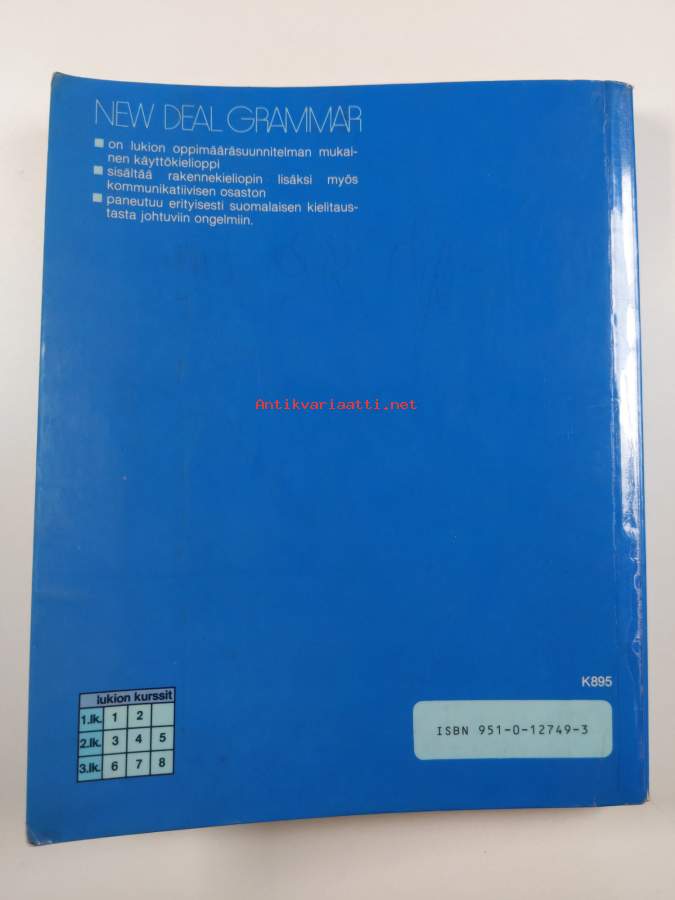 NEW DEAL GRAMMAR
on lukion oppimääräsuunnitelman mukai-
nen käyttökielioppi
sisältää rakennekieliopin lisäksi myös
kommunikatiivisen osaston
paneutuu erityisesti suomalaisen kielitaus-
tasta johtuviin ongelmiin.
Antikvariaatti.net
K895
lukion kurssit
1.lk. 1 2
2.lk. 3 4 5
3.lk. 6 7 8
ISBN 951-0-12749-3